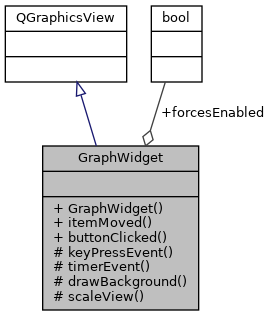 QGraphicsView
bool
+forcesEnabled
GraphWidget
+ GraphWidget()
+ itemMoved()
+ buttonClicked()
# keyPressEvent()
# timerEvent()
# drawBackground()
# scaleView()